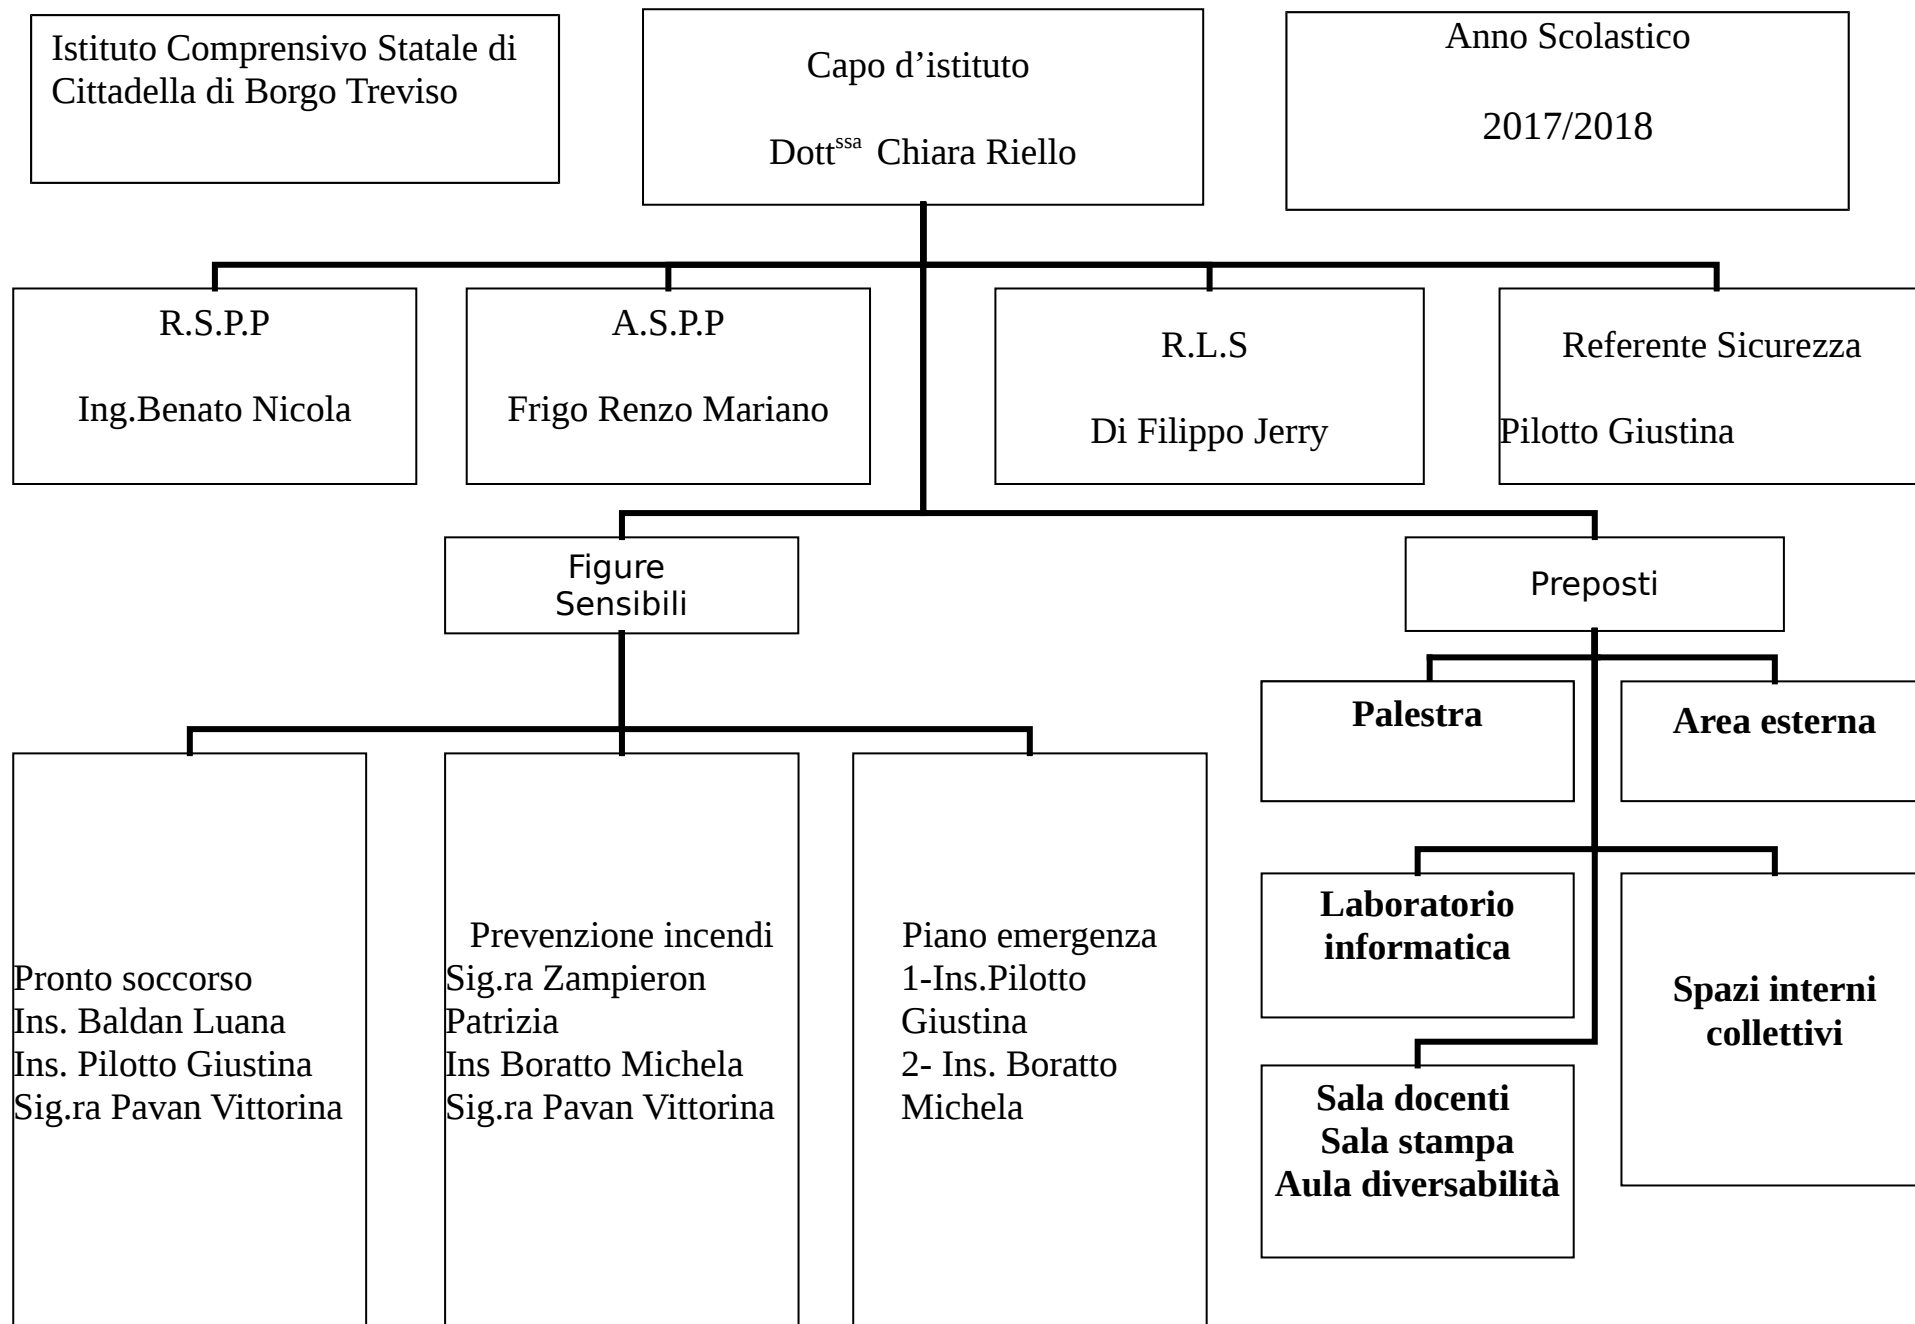 Istituto Comprensivo Statale di
Cittadella di Borgo Treviso
Capo d’istituto
Dottssa Chiara Riello
Anno Scolastico
2017/2018
R.S.P.P
Ing.Benato Nicola
A.S.P.P
Frigo Renzo Mariano
R.L.S
Di Filippo Jerry
Referente Sicurezza
Pilotto Giustina
Figure
Sensibili
Preposti
Pronto soccorso
Ins. Baldan Luana
Ins. Pilotto Giustina
Sig.ra Pavan Vittorina
Prevenzione incendi
Sig.ra Zampieron
Patrizia
Ins Boratto Michela
Sig.ra Pavan Vittorina
Piano emergenza
1-Ins.Pilotto
Giustina
2- Ins. Boratto
Michela
Palestra
Area esterna
Laboratorio
informatica
Spazi interni
collettivi
Sala docenti
Sala stampa
Aula diversabilità